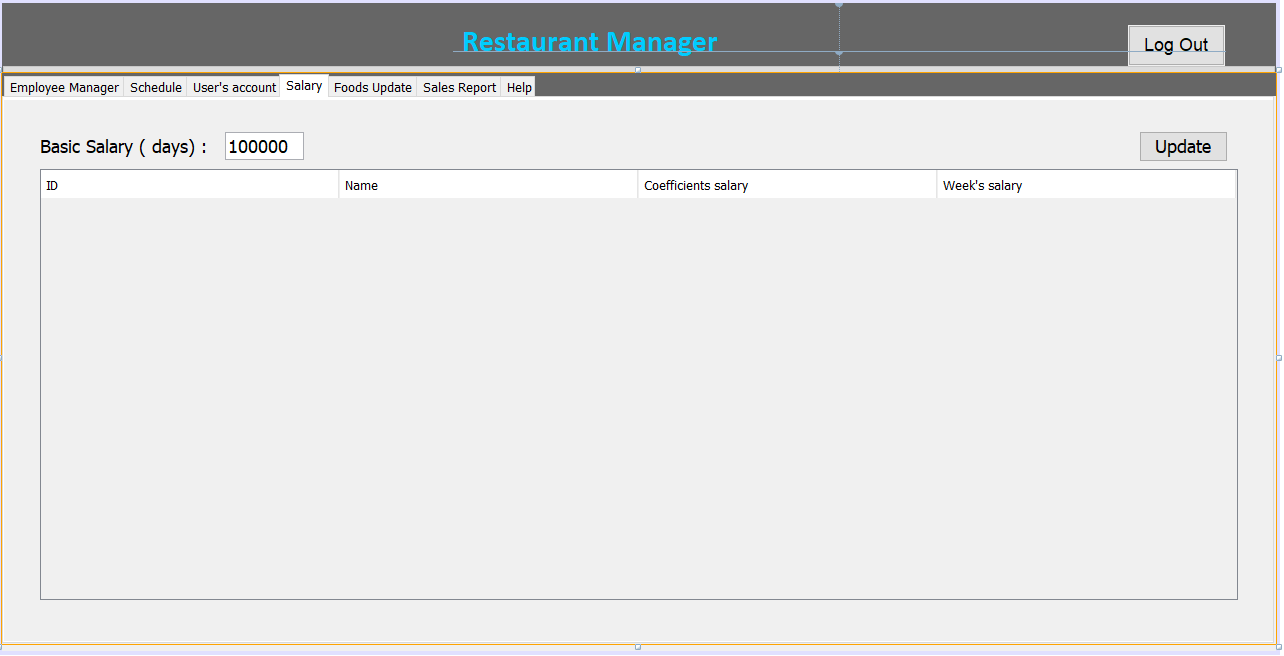 Restaurant Manager
Log Out
Employee Manager Schedule User's account Salary Foods Update Sales Report Help
Basic Salary ( days) : 100000 Update
ID Name Coefficients salary Week's salary